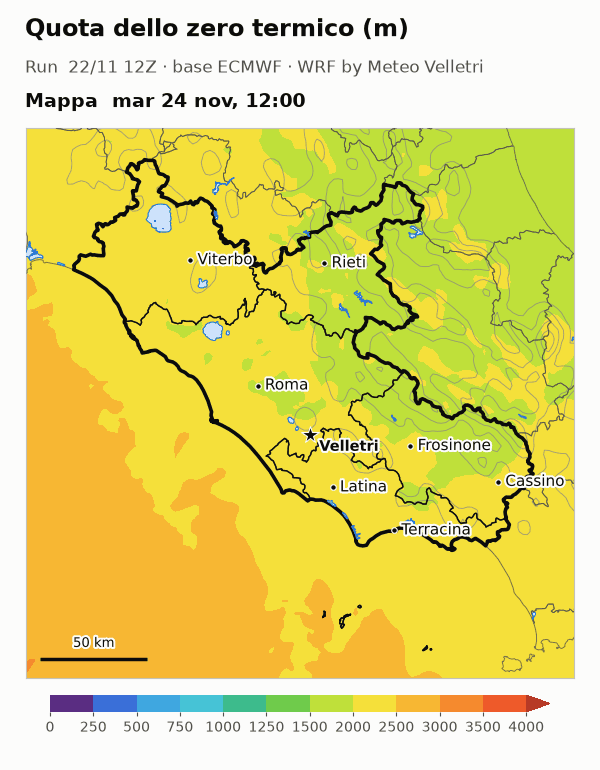 Quota dello zero termico (m)
Run 22/11 12Z · base ECMWF · WRF by Meteo Velletri
Mappa mar 24 nov, 12:00
Viterbo
Rieti
Roma
Velletri
Frosinone
Latina
Cassino
Terracina
50 km
0 250 500 750 1000 1250 1500 2000 2500 3000 3500 4000